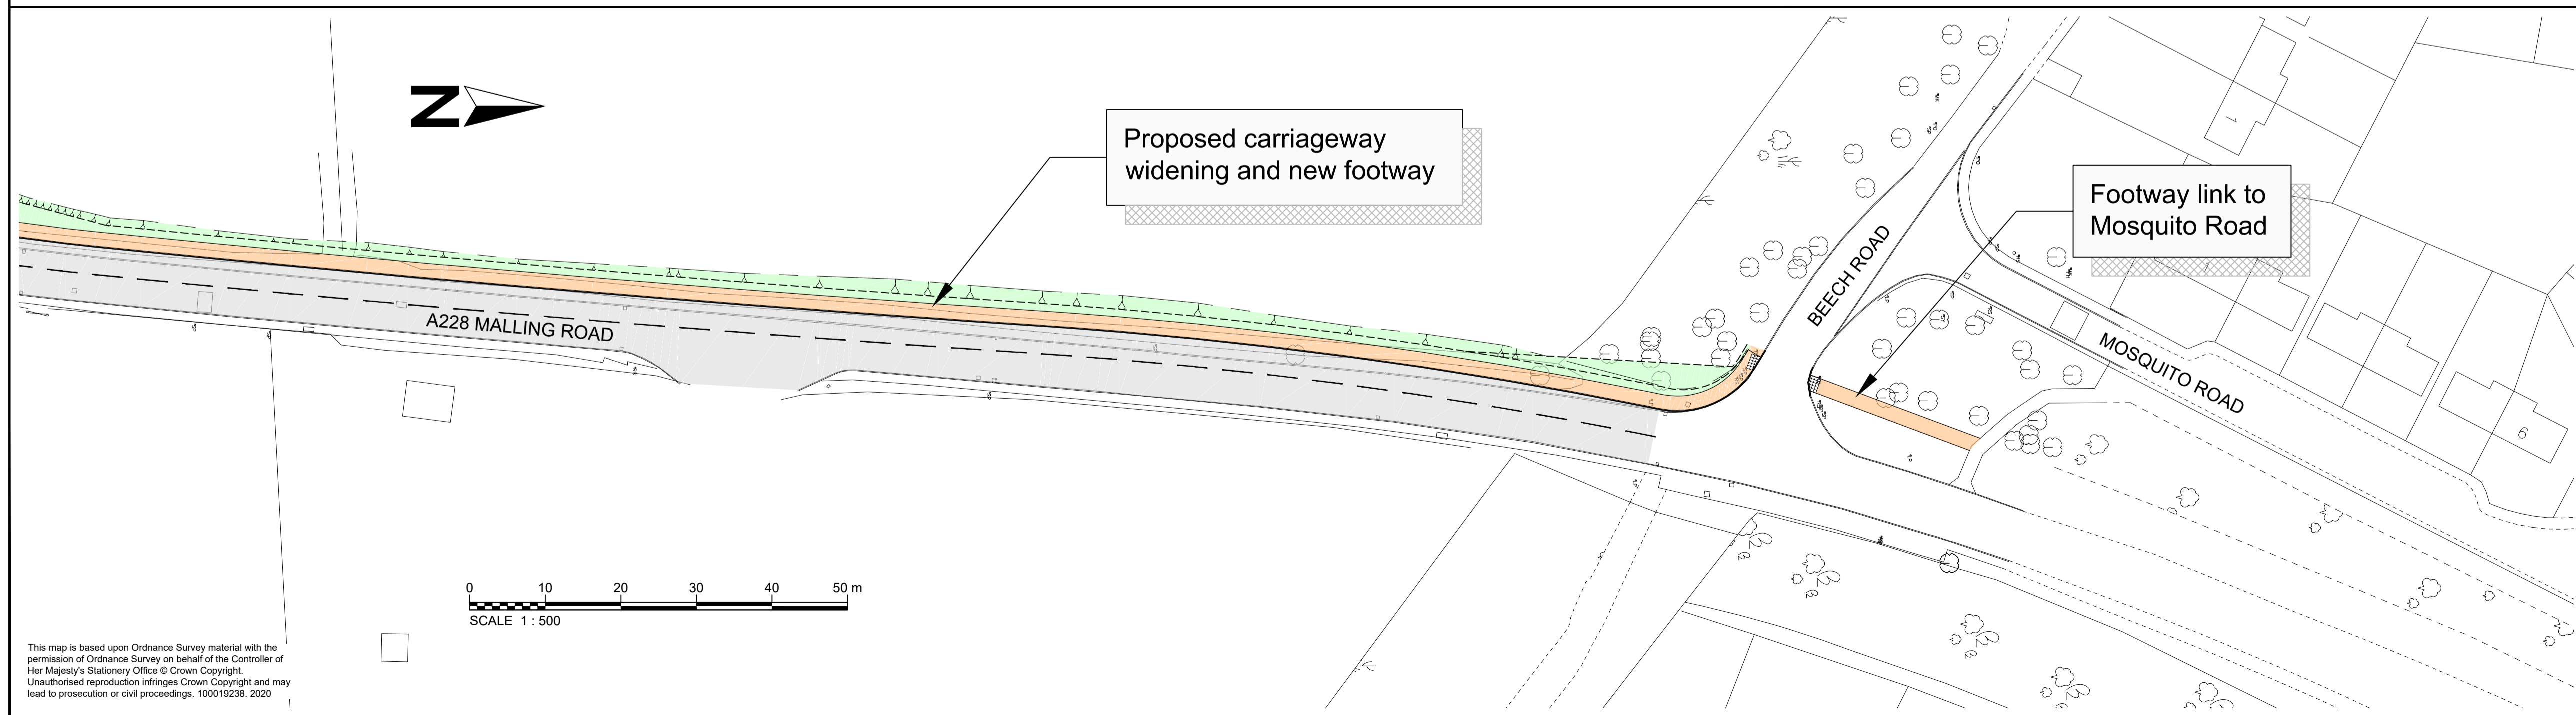 N
Proposed carriageway
widening and new footway
Footway link to
Mosquito Road
BEECH ROAD
MOSQUITO ROAD
A228 MALLING ROAD
1
7
9
0 10 20 30 40 50 m
SCALE 1 : 500
This map is based upon Ordnance Survey material with the
permission of Ordnance Survey on behalf of the Controller of
Her Majesty's Stationery Office © Crown Copyright.
Unauthorised reproduction infringes Crown Copyright and may
lead to prosecution or civil proceedings. 100019238. 2020